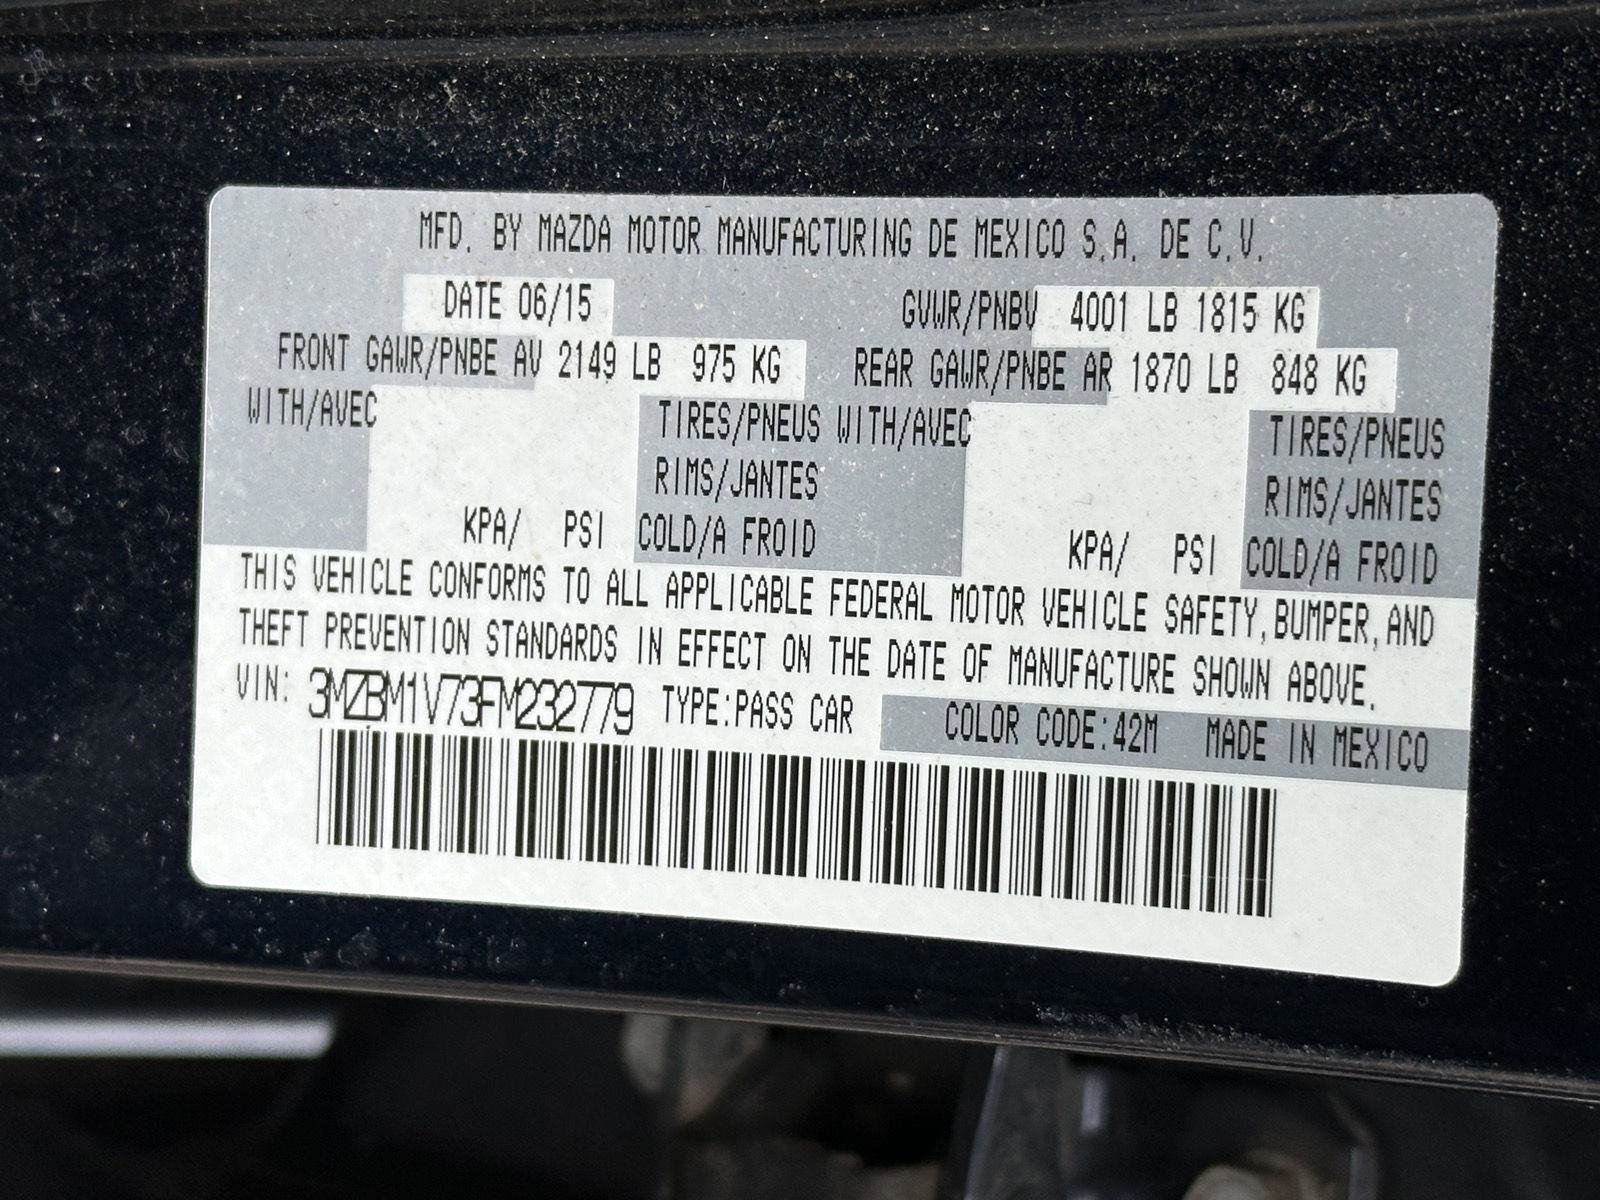 MFD. BY MAZDA MOTOR MANUFACTURING DE MEXICO S.A. DE C.V.
DATE 06/15 GVWR/PNBV 4001 LB 1815 KG
FRONT GAWR/PNBE AV 2149 LB 975 KG REAR GAWR/PNBE AR 1870 LB 848 KG
WITH/AVEC TIRES/PNEUS WITH/AVEC TIRES/PNEUS
RIMS/JANTES RIMS/JANTES
KPA/ PSI COLD/A FROID KPA/ PSI COLD/A FROID
THIS VEHICLE CONFORMS TO ALL APPLICABLE FEDERAL MOTOR VEHICLE SAFETY, BUMPER, AND
THEFT PREVENTION STANDARDS IN EFFECT ON THE DATE OF MANUFACTURE SHOWN ABOVE.
VIN: 3MZBM1V73FM232779 TYPE:PASS CAR COLOR CODE:42M MADE IN MEXICO